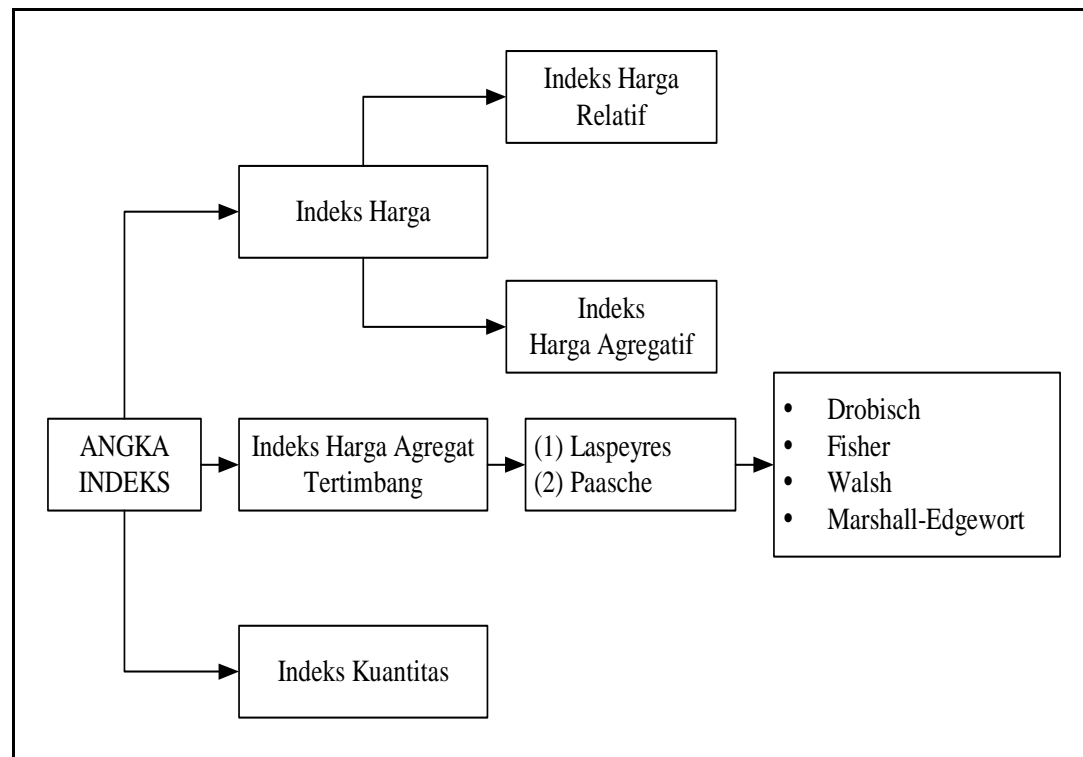 Indeks Harga
Relatif
Indeks Harga
Indeks
Harga Agregatif
ANGKA
INDEKS
Indeks Harga Agregat
Tertimbang
(1) Laspeyres
(2) Paasche
• Drobisch
• Fisher
• Walsh
• Marshall-Edgewort
Indeks Kuantitas